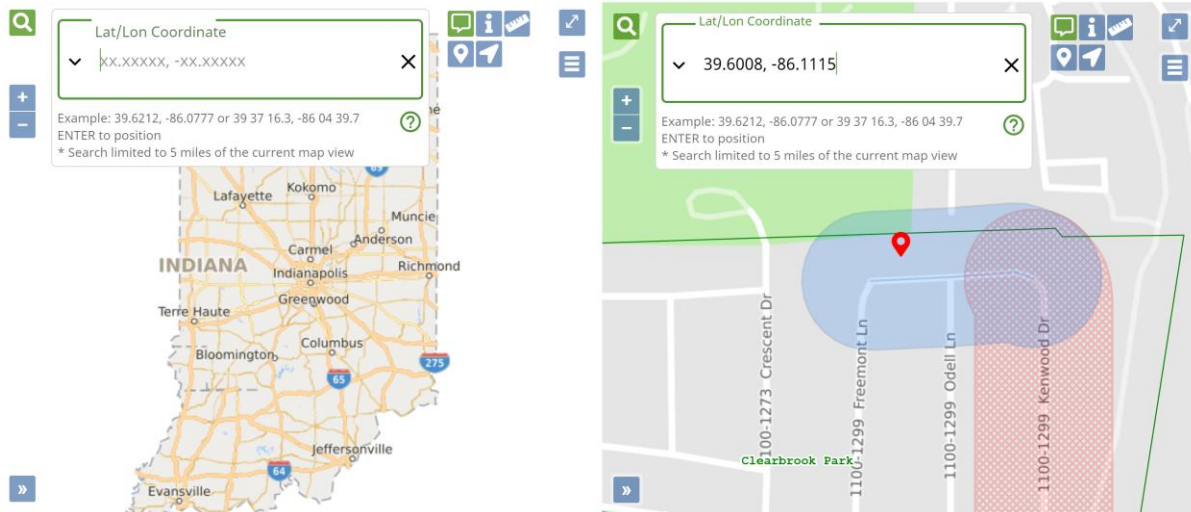 Lat/Lon Coordinate
xx.xxxxx, -xx.xxxxx
Example: 39.6212, -86.0777 or 39 37 16.3, -86 04 39.7
ENTER to position
* Search limited to 5 miles of the current map view
Lafayette
Kokomo
Muncie
Anderson
Carmel
INDIANA
Indianapolis
Richmond
Greenwood
Terre Haute
Columbus
Bloomington
275
65
Jeffersonville
64
Evansville
Lat/Lon Coordinate
39.6008, -86.1115
Example: 39.6212, -86.0777 or 39 37 16.3, -86 04 39.7
ENTER to position
* Search limited to 5 miles of the current map view
100-1273 Crescent Dr
1100-1299 Freemont Ln
1100-1299 Odell Ln
1100-1299 Kenwood Dr
Clearbrook Park